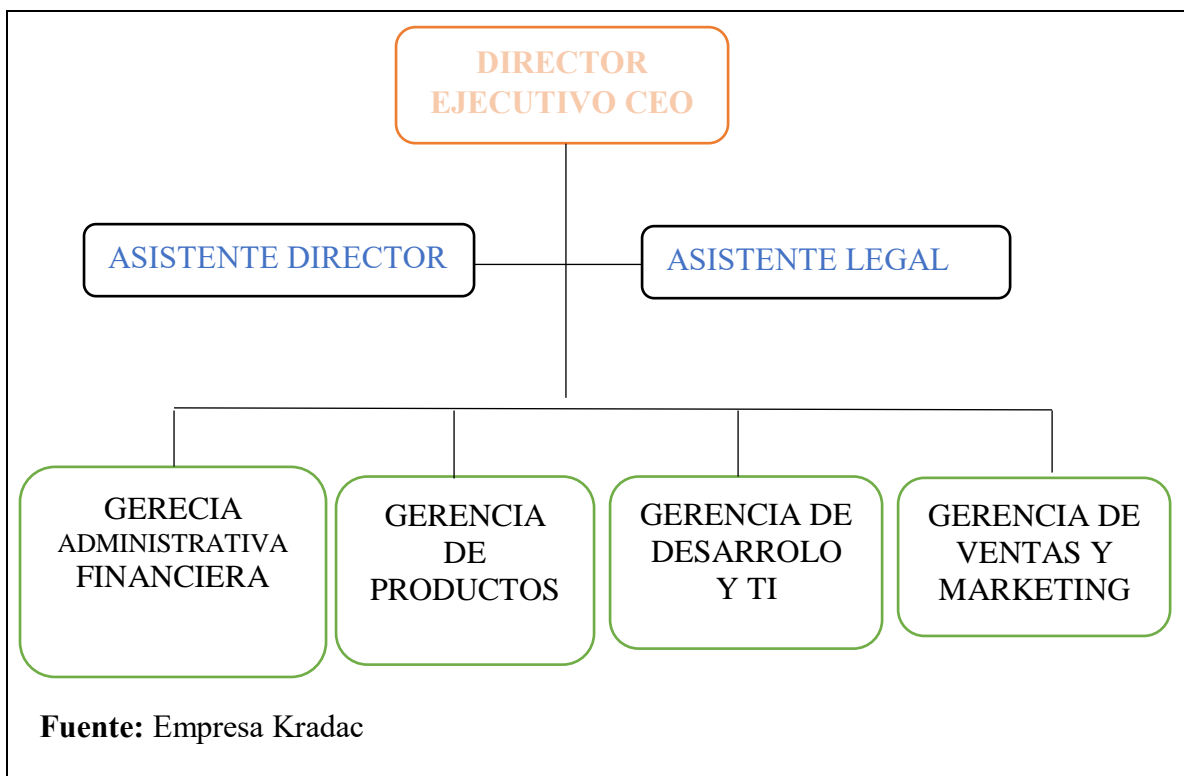 DIRECTOR
EJECUTIVO CEO
ASISTENTE DIRECTOR
ASISTENTE LEGAL
GERECIA
ADMINISTRATIVA
FINANCIERA
GERENCIA
DE
PRODUCTOS
GERENCIA DE
DESARROLO
Y TI
GERENCIA DE
VENTAS Y
MARKETING
Fuente: Empresa Kradac